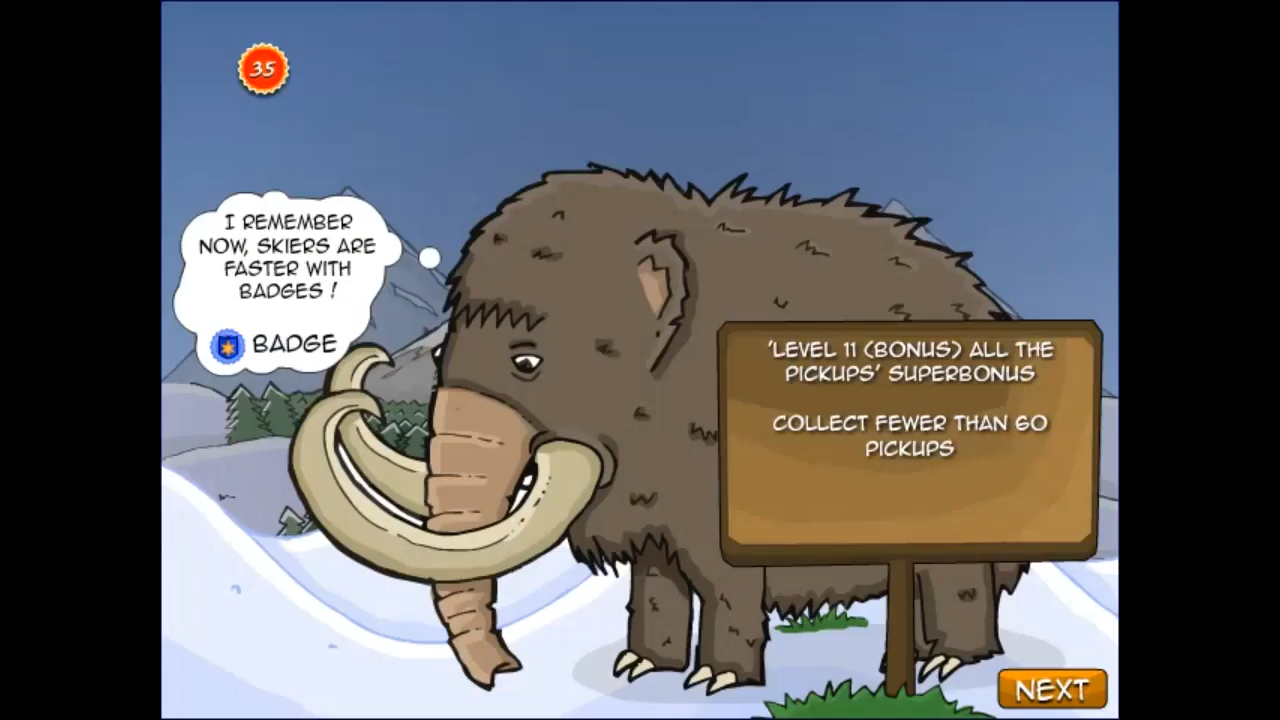 35
I REMEMBER
NOW, SKIERS ARE
FASTER WITH
BADGES !
BADGE
'LEVEL 11 (BONUS) ALL THE
PICKUPS' SUPERBONUS
COLLECT FEWER THAN 60
PICKUPS
NEXT